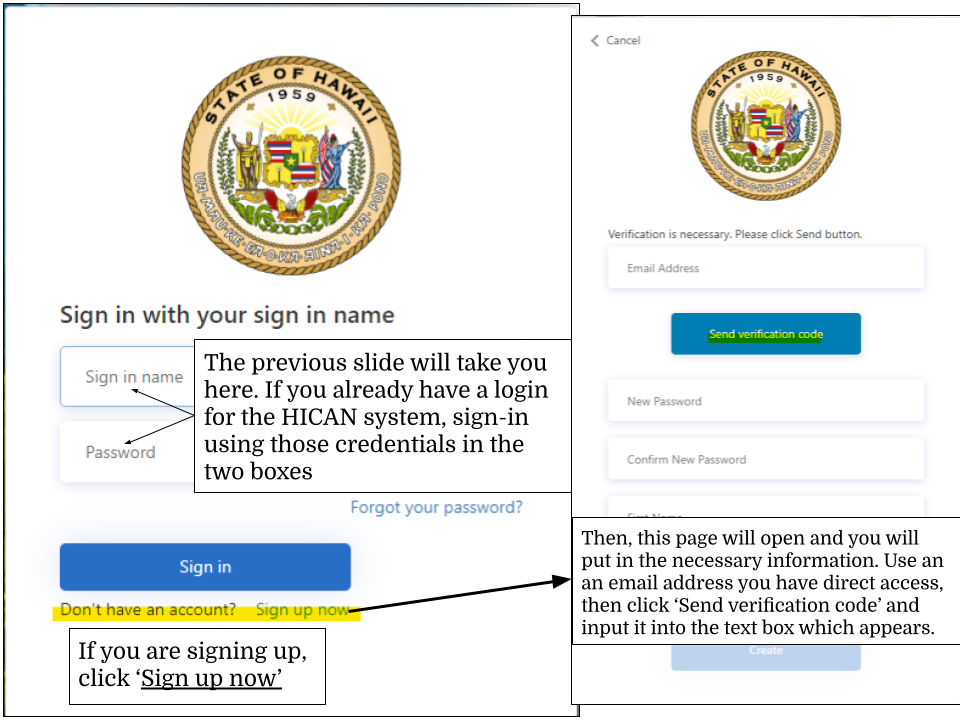 STATE OF HAWAII
1959
UA·MAU·KE·EA·O·KA·AINA·I·KA·PONO
Sign in with your sign in name
Sign in name
Password
The previous slide will take you
here. If you already have a login
for the HICAN system, sign-in
using those credentials in the
two boxes
Forgot your password?
Sign in
Don't have an account? Sign up now
If you are signing up,
click ‘Sign up now’
Cancel
STATE OF HAWAII
1959
UA·MAU·KE·EA·O·KA·AINA·I·KA·PONO
Verification is necessary. Please click Send button.
Email Address
Send verification code
New Password
Confirm New Password
First Name
Then, this page will open and you will
put in the necessary information. Use an
an email address you have direct access,
then click ‘Send verification code’ and
input it into the text box which appears.
Create